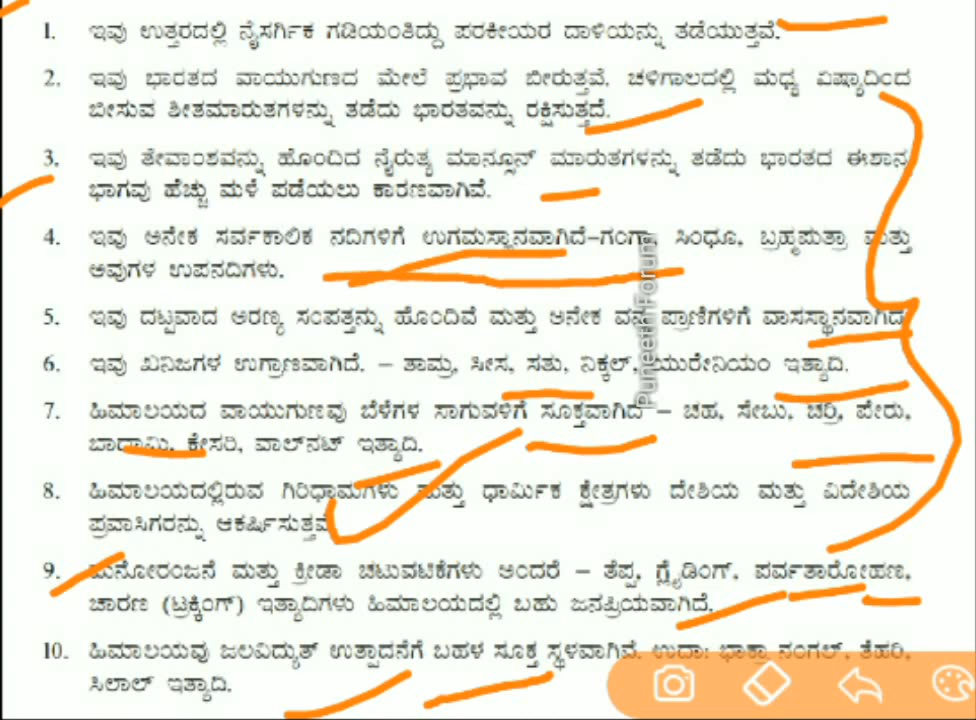 1. ಇವು ಉತ್ತರದಲ್ಲಿ ನೈಸರ್ಗಿಕ ಗಡಿಯಂತಿದ್ದು ಪರಕೀಯರ ದಾಳಿಯನ್ನು ತಡೆಯುತ್ತವೆ.
2. ಇವು ಭಾರತದ ವಾಯುಗುಣದ ಮೇಲೆ ಪ್ರಭಾವ ಬೀರುತ್ತವೆ. ಚಳಿಗಾಲದಲ್ಲಿ ಮಧ್ಯ ಏಷ್ಯಾದಿಂದ
ಬೀಸುವ ಶೀತಮಾರುತಗಳನ್ನು ತಡೆದು ಭಾರತವನ್ನು ರಕ್ಷಿಸುತ್ತದೆ.
3. ಇವು ತೇವಾಂಶವನ್ನು ಹೊಂದಿದ ನೈರುತ್ಯ ಮಾನ್ಸೂನ್ ಮಾರುತಗಳನ್ನು ತಡೆದು ಭಾರತದ ಈಶಾನ್ಯ
ಭಾಗವು ಹೆಚ್ಚು ಮಳೆ ಪಡೆಯಲು ಕಾರಣವಾಗಿವೆ.
4. ಇವು ಅನೇಕ ಸರ್ವಕಾಲಿಕ ನದಿಗಳಿಗೆ ಉಗಮಸ್ಥಾನವಾಗಿದೆ-ಗಂಗಾ, ಸಿಂಧೂ, ಬ್ರಹ್ಮಪುತ್ರಾ ಮತ್ತು
ಅವುಗಳ ಉಪನದಿಗಳು.
5. ಇವು ದಟ್ಟವಾದ ಅರಣ್ಯ ಸಂಪತ್ತನ್ನು ಹೊಂದಿವೆ ಮತ್ತು ಅನೇಕ ವನ್ಯ ಪ್ರಾಣಿಗಳಿಗೆ ವಾಸಸ್ಥಾನವಾಗಿದೆ
6. ಇವು ಖನಿಜಗಳ ಉಗ್ರಾಣವಾಗಿದೆ. – ತಾಮ್ರ, ಸೀಸ, ಸತು, ನಿಕ್ಕಲ್, ಯುರೇನಿಯಂ ಇತ್ಯಾದಿ.
7. ಹಿಮಾಲಯದ ವಾಯುಗುಣವು ಬೆಳೆಗಳ ಸಾಗುವಳಿಗೆ ಸೂಕ್ತವಾಗಿದೆ – ಚಹ, ಸೇಬು, ಚರ್ರಿ, ಪೇರು,
ಬಾದಾಮಿ, ಕೇಸರಿ, ವಾಲ್‌ನಟ್ ಇತ್ಯಾದಿ.
8. ಹಿಮಾಲಯದಲ್ಲಿರುವ ಗಿರಿಧಾಮಗಳು ಮತ್ತು ಧಾರ್ಮಿಕ ಕ್ಷೇತ್ರಗಳು ದೇಶಿಯ ಮತ್ತು ವಿದೇಶಿಯ
ಪ್ರವಾಸಿಗರನ್ನು ಆಕರ್ಷಿಸುತ್ತವೆ
9. ಮನೋರಂಜನೆ ಮತ್ತು ಕ್ರೀಡಾ ಚಟುವಟಿಕೆಗಳು ಅಂದರೆ – ತೆಪ್ಪ, ಗ್ಲೈಡಿಂಗ್, ಪರ್ವತಾರೋಹಣ,
ಚಾರಣ (ಟ್ರಕ್ಕಿಂಗ್) ಇತ್ಯಾದಿಗಳು ಹಿಮಾಲಯದಲ್ಲಿ ಬಹು ಜನಪ್ರಿಯವಾಗಿದೆ.
10. ಹಿಮಾಲಯವು ಜಲವಿದ್ಯುತ್ ಉತ್ಪಾದನೆಗೆ ಬಹಳ ಸೂಕ್ತ ಸ್ಥಳವಾಗಿವೆ. ಉದಾ: ಭಾಕ್ರಾ ನಂಗಲ್, ತೆಹರಿ,
ಸಿಲಾಲ್ ಇತ್ಯಾದಿ.
Puneeth Forum